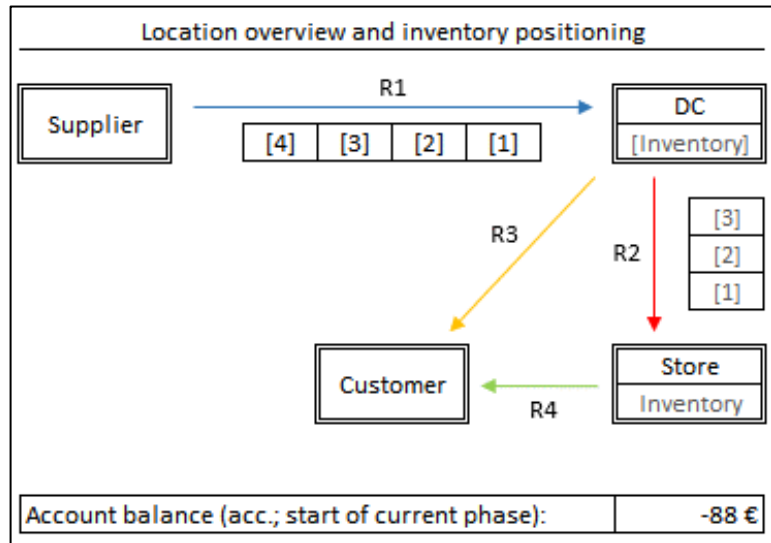 Location overview and inventory positioning
R1
Supplier
DC
[4] [3] [2] [1]
[Inventory]
R3
R2
[3]
[2]
[1]
Customer
Store
R4
Inventory
Account balance (acc.; start of current phase): -88 €